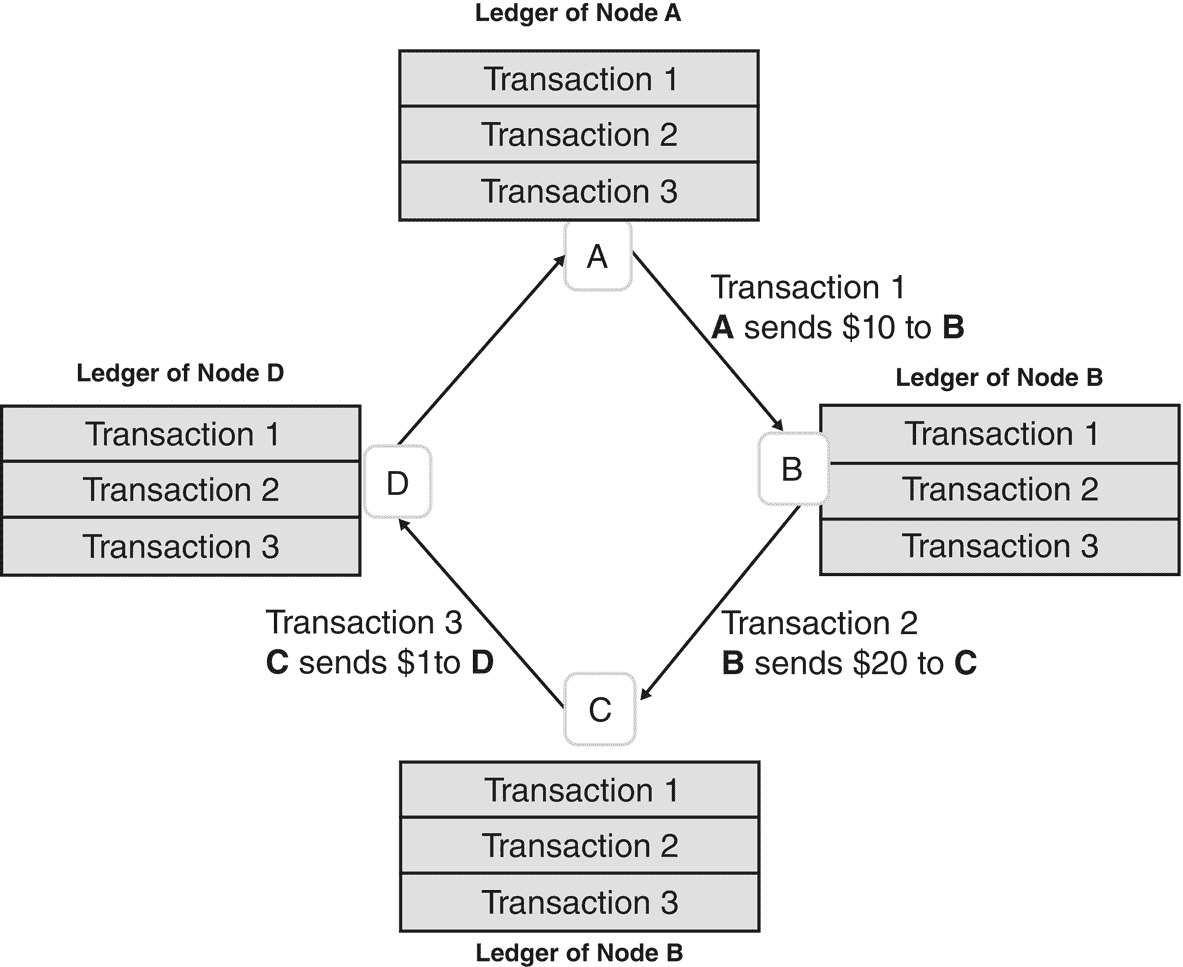 Ledger of Node A
Transaction 1
Transaction 2
Transaction 3
A
Transaction 1
A sends $10 to B
Ledger of Node D
Transaction 1
Transaction 2
Transaction 3
D
Ledger of Node B
B
Transaction 1
Transaction 2
Transaction 3
Transaction 3
C sends $1to D
Transaction 2
B sends $20 to C
C
Transaction 1
Transaction 2
Transaction 3
Ledger of Node B